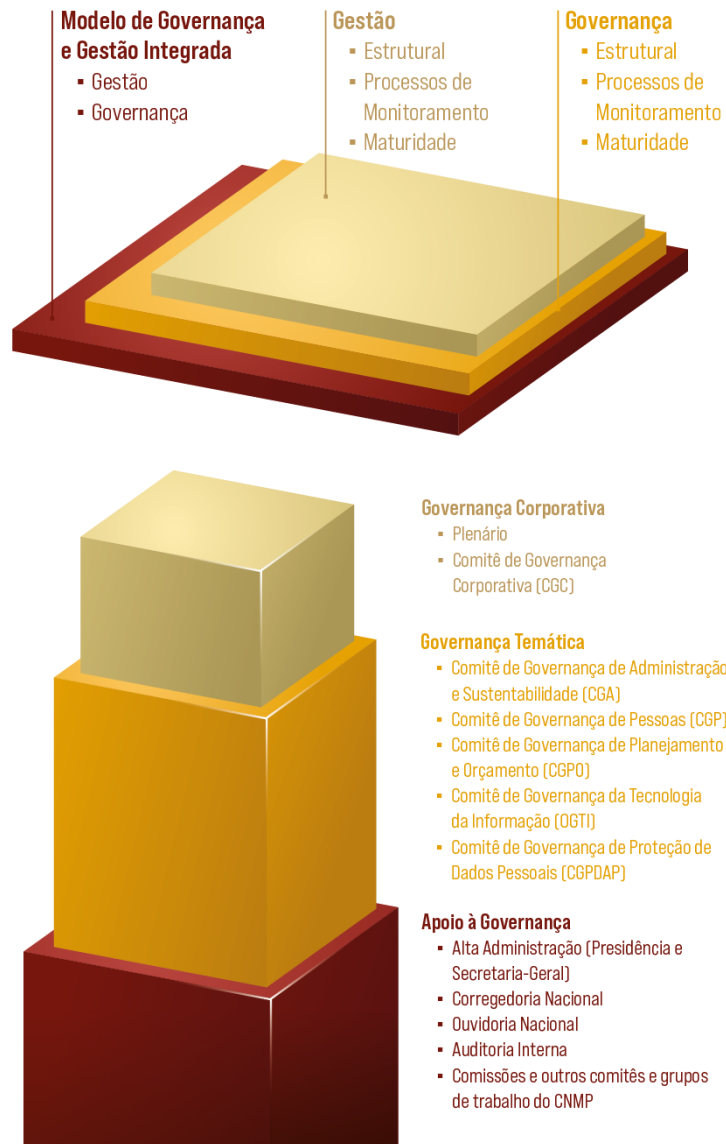 Modelo de Governança
e Gestão Integrada
▪ Gestão
▪ Governança
Gestão
▪ Estrutural
▪ Processos de
Monitoramento
▪ Maturidade
Governança
▪ Estrutural
▪ Processos de
Monitoramento
▪ Maturidade
Governança Corporativa
▪ Plenário
▪ Comitê de Governança
Corporativa (CGC)
Governança Temática
▪ Comitê de Governança de Administração
e Sustentabilidade (CGA)
▪ Comitê de Governança de Pessoas (CGP)
▪ Comitê de Governança de Planejamento
e Orçamento (CGPO)
▪ Comitê de Governança da Tecnologia
da Informação (OGTI)
▪ Comitê de Governança de Proteção de
Dados Pessoais (CGPDAP)
Apoio à Governança
▪ Alta Administração (Presidência e
Secretaria-Geral)
▪ Corregedoria Nacional
▪ Ouvidoria Nacional
▪ Auditoria Interna
▪ Comissões e outros comitês e grupos
de trabalho do CNMP